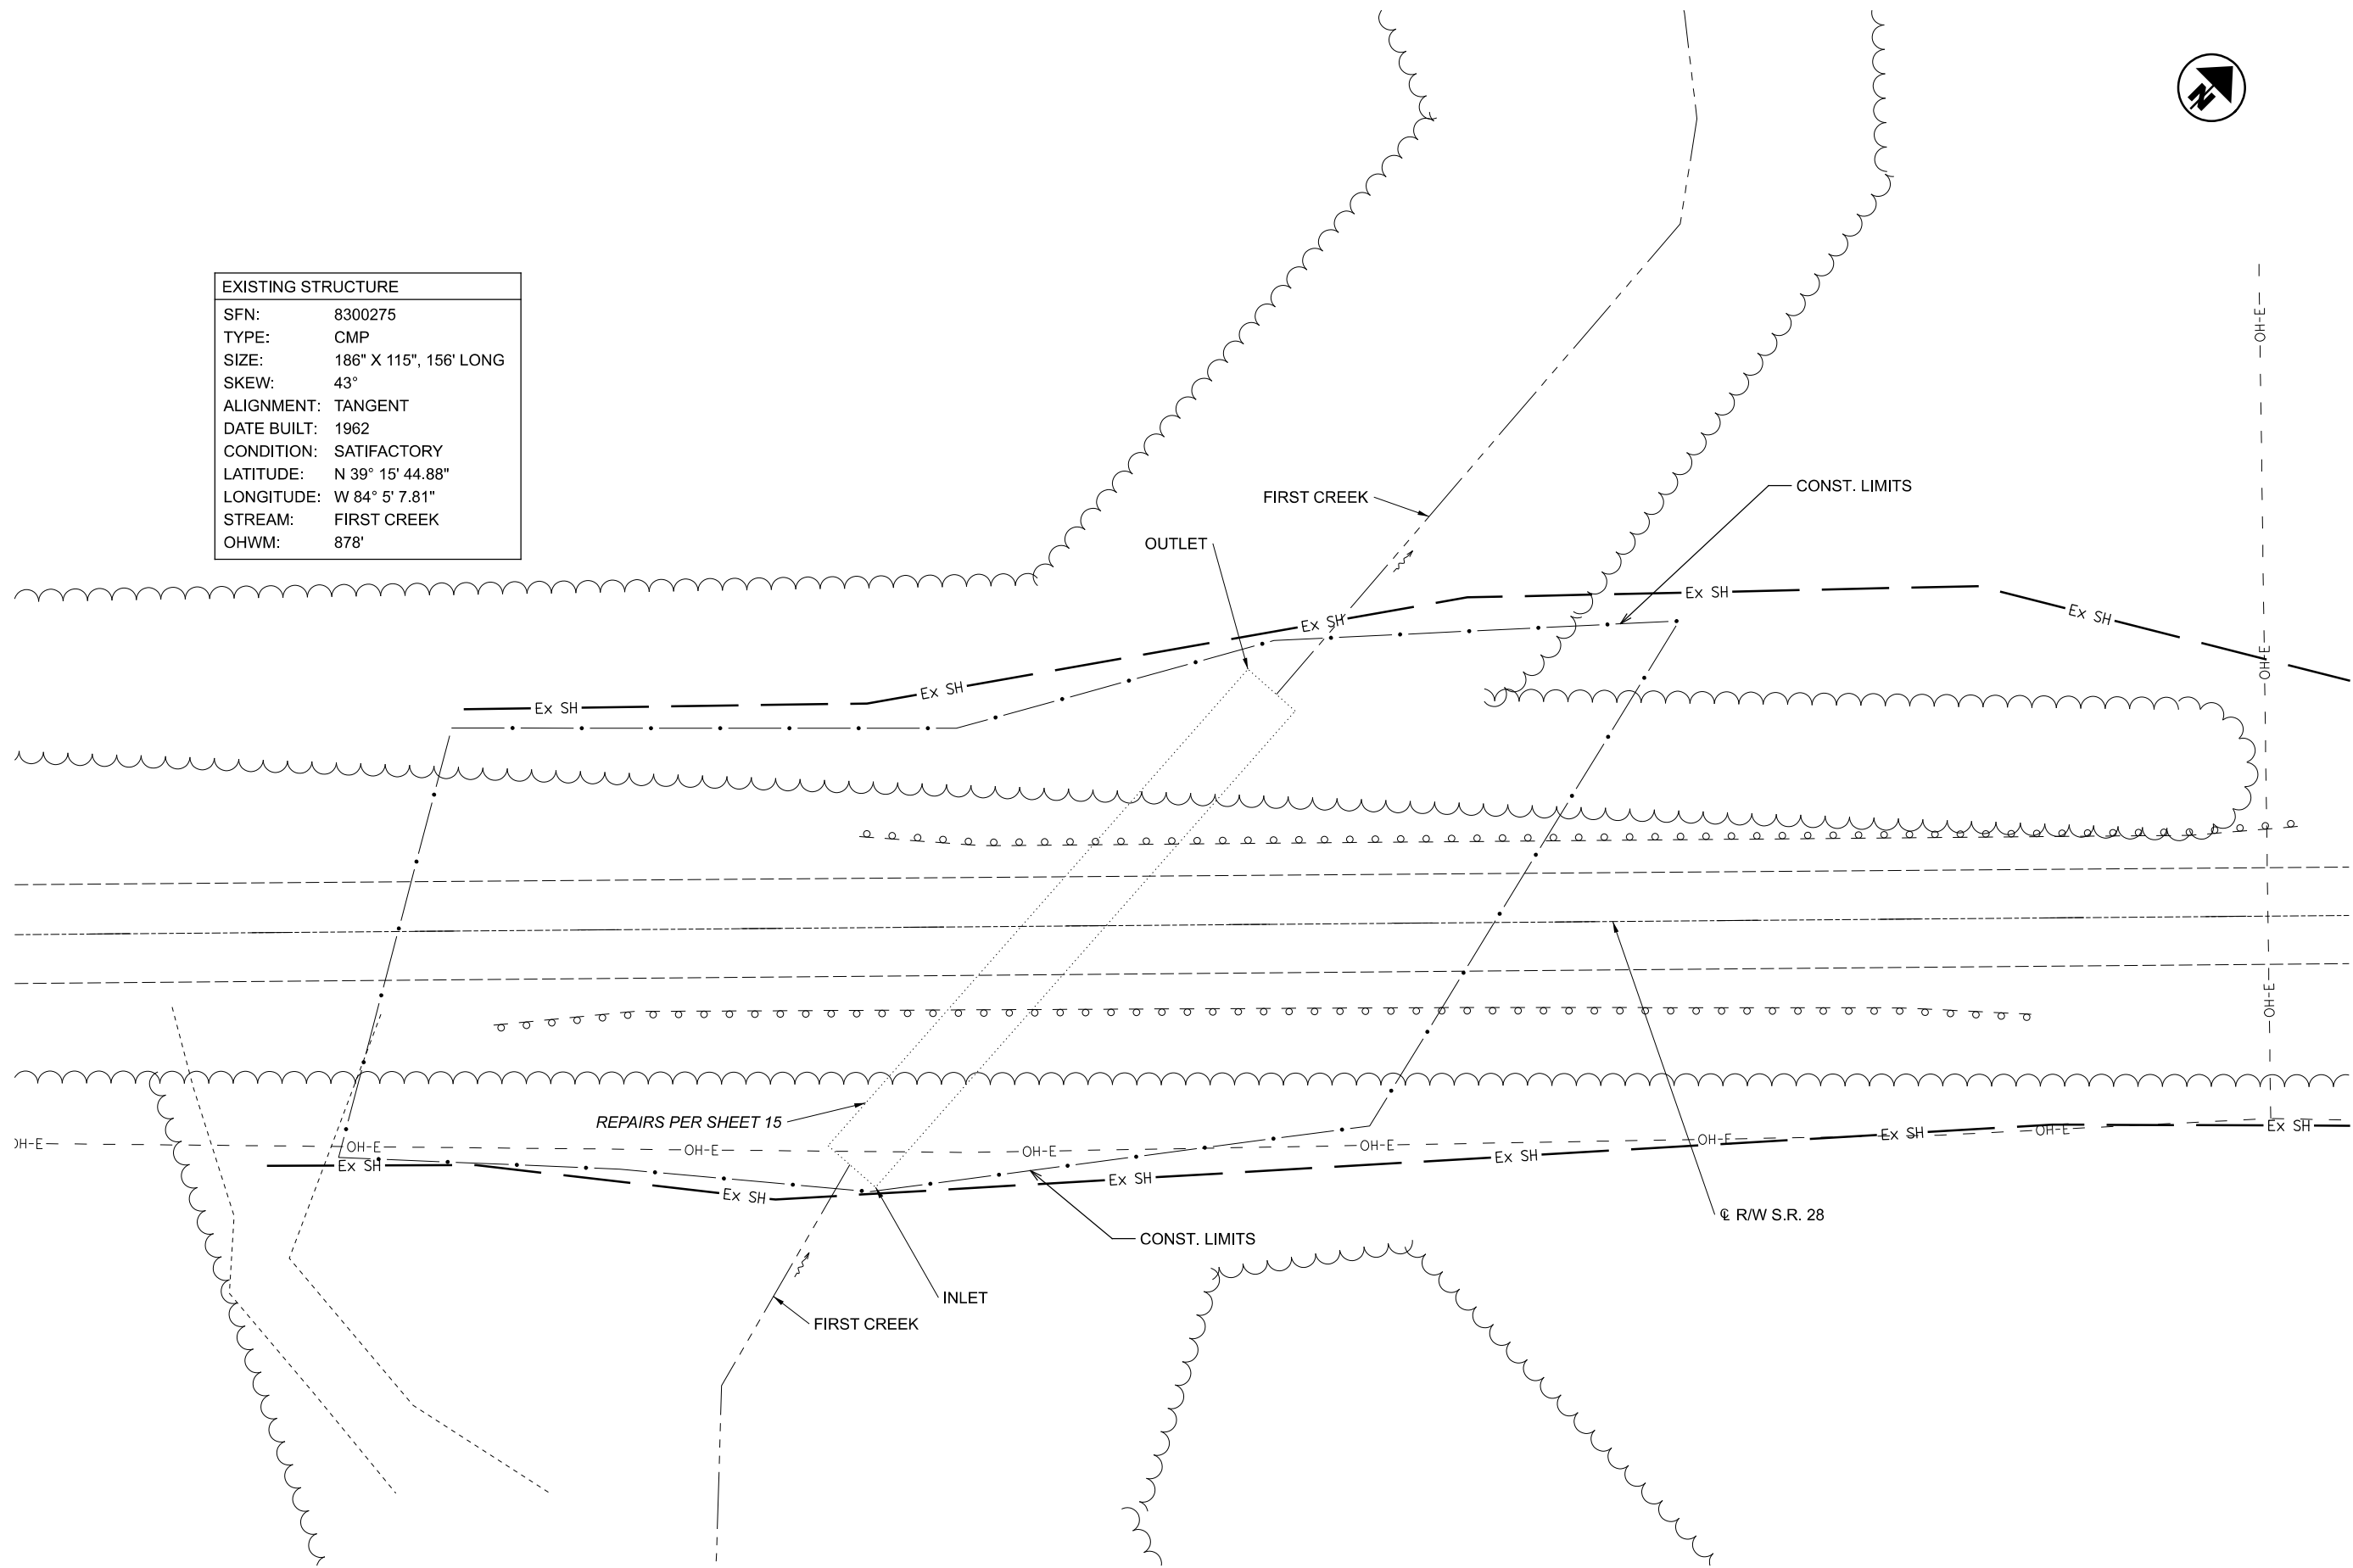 N
EXISTING STRUCTURE
SFN: 8300275
TYPE: CMP
SIZE: 186" X 115", 156' LONG
SKEW: 43°
ALIGNMENT: TANGENT
DATE BUILT: 1962
CONDITION: SATIFACTORY
LATITUDE: N 39° 15' 44.88"
LONGITUDE: W 84° 5' 7.81"
STREAM: FIRST CREEK
OHWM: 878'
OH-E
FIRST CREEK
CONST. LIMITS
OUTLET
Ex SH
Ex SH
Ex SH
Ex SH
Ex SH
OH-E
OH-E
REPAIRS PER SHEET 15
OH-E
OH-E
OH-E
OH-E
OH-E
OH-E
OH-E
Ex SH
Ex SH
Ex SH
Ex SH
Ex SH
Ex SH
℄ R/W S.R. 28
CONST. LIMITS
INLET
FIRST CREEK